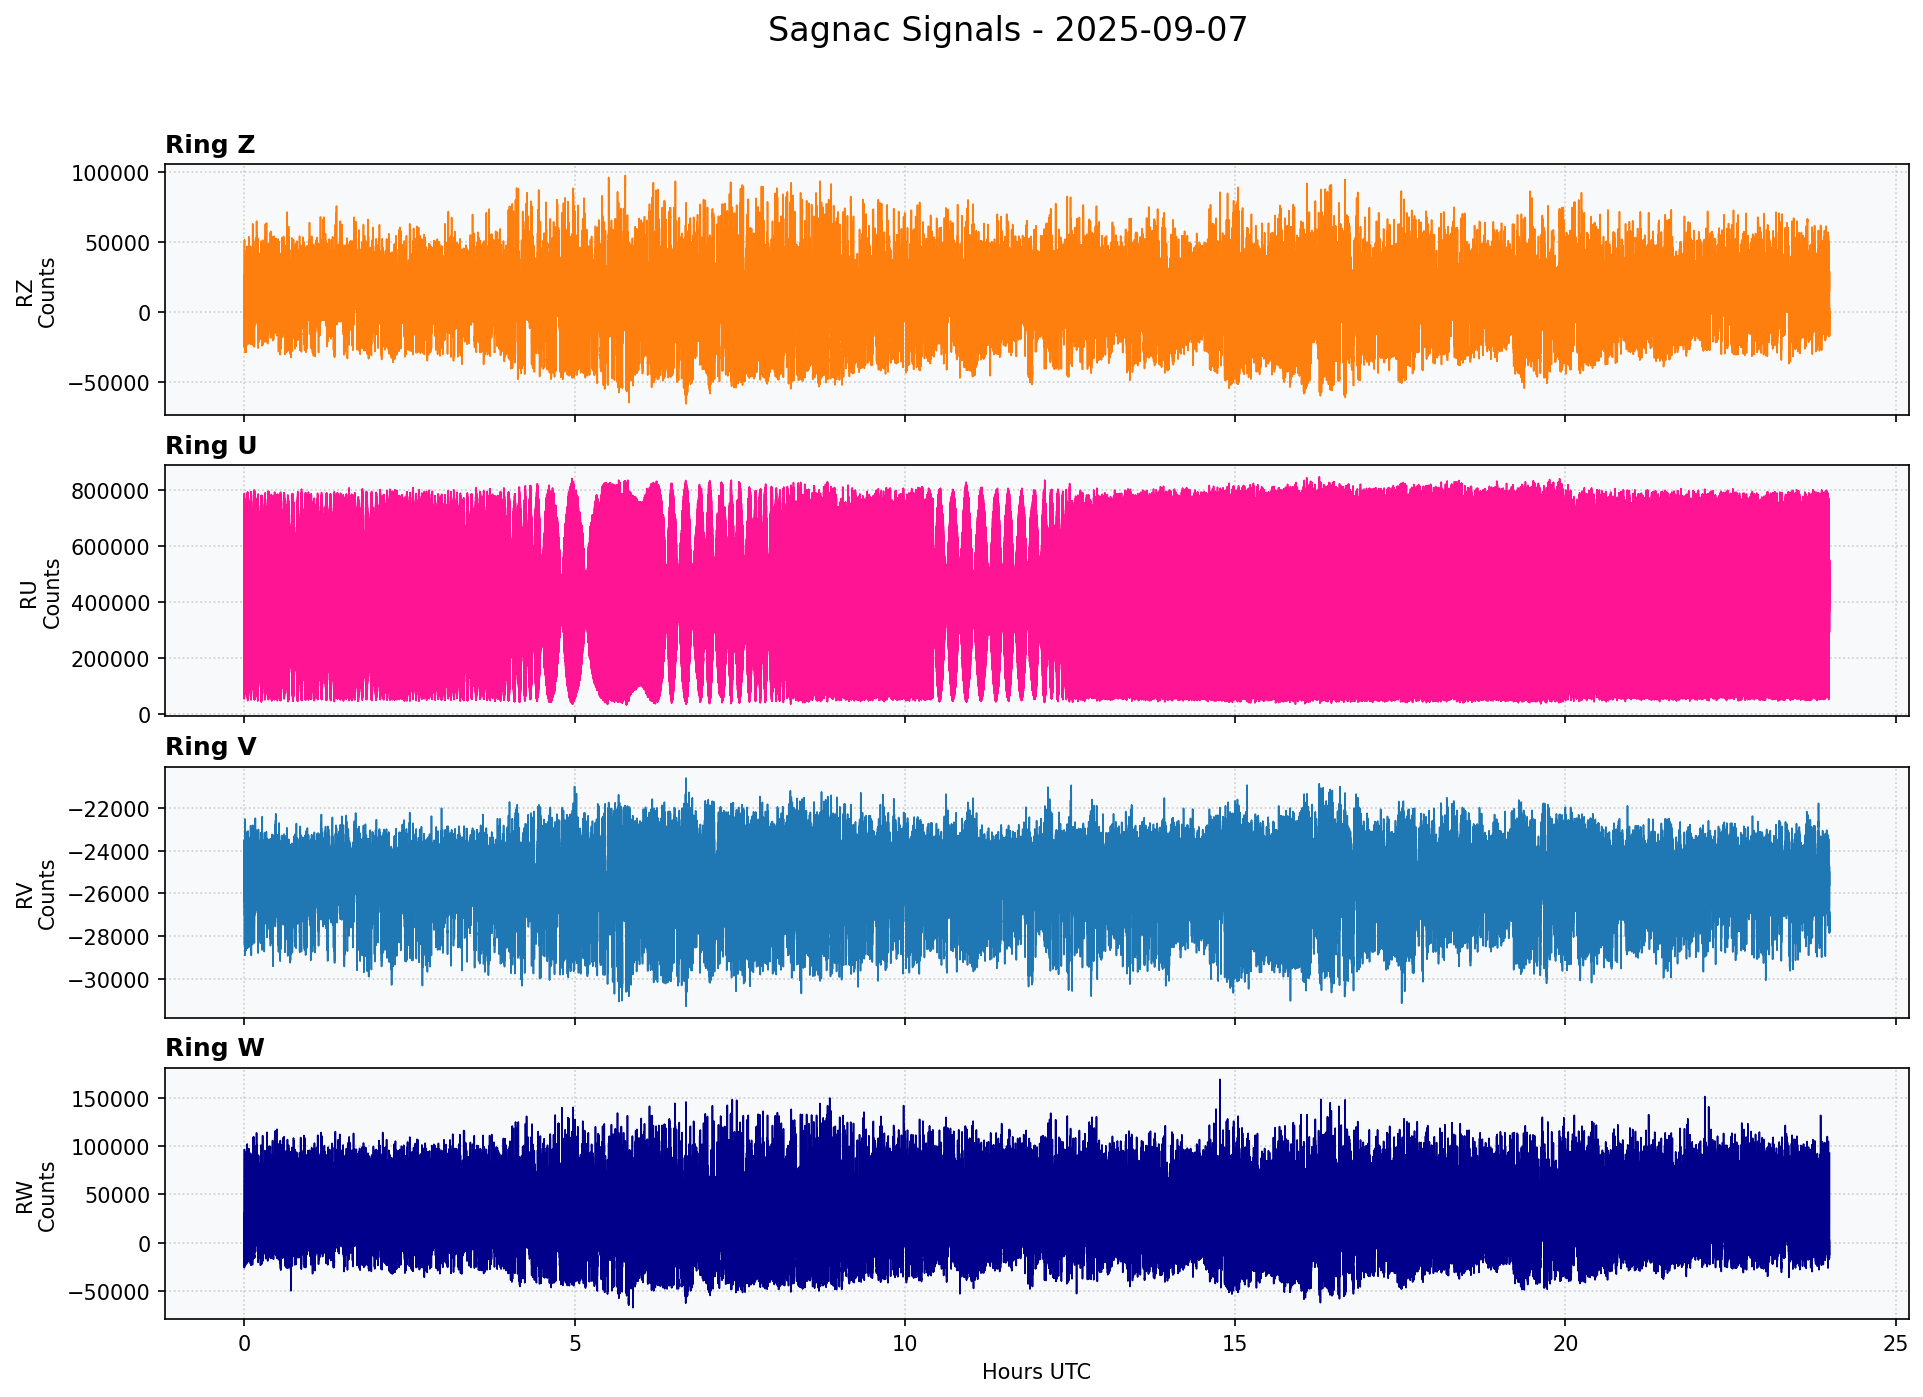 Sagnac Signals - 2025-09-07
Ring Z
100000
50000
0
−50000
RZ
Counts
Ring U
800000
600000
400000
200000
0
RU
Counts
Ring V
−22000
−24000
−26000
−28000
−30000
RV
Counts
Ring W
150000
100000
50000
0
−50000
RW
Counts
0 5 10 15 20 25
Hours UTC